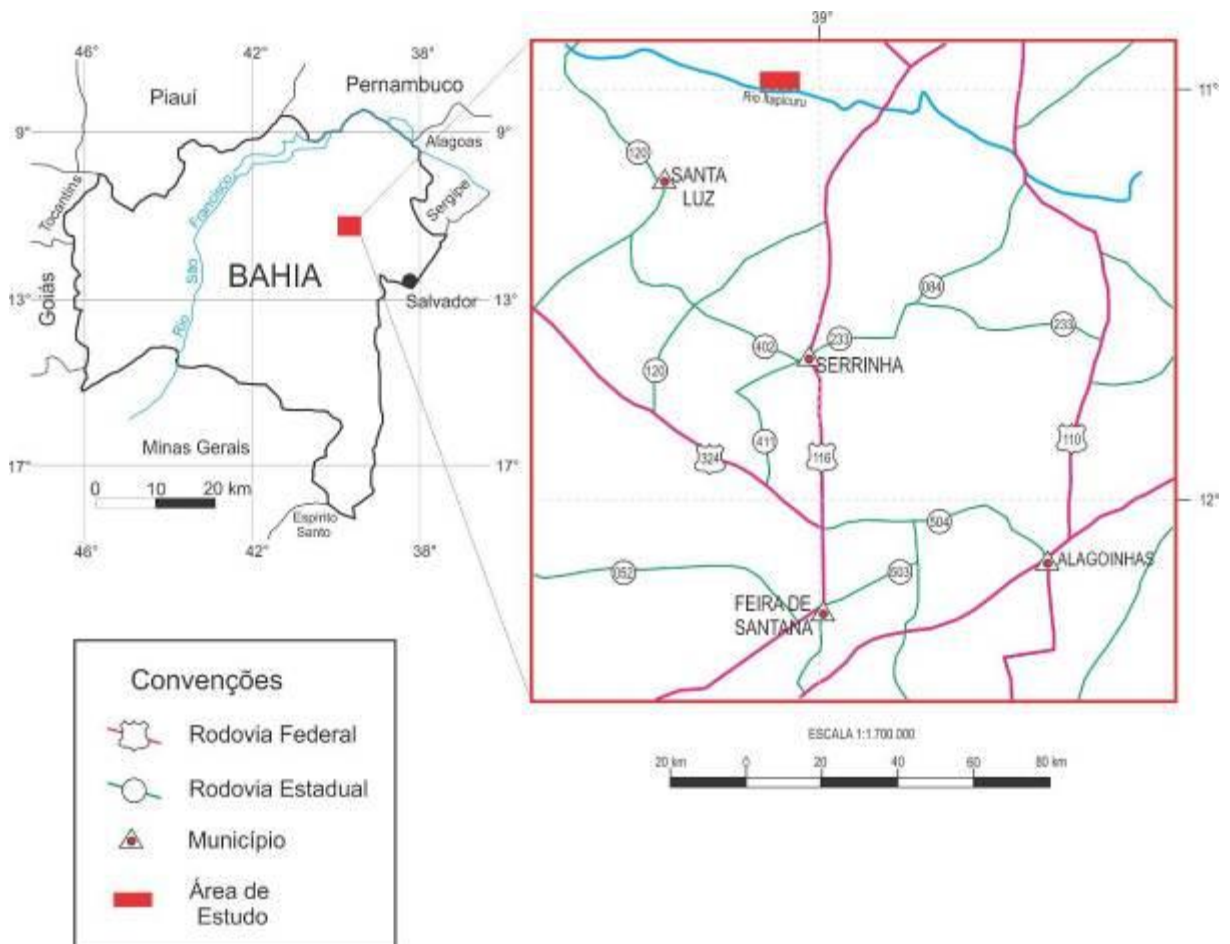 46°
42°
38°
Piauí
Pernambuco
9°
9°
Alagoas
Tocantins
Francisco
Sergipe
São
Goiás
BAHIA
Rio
13°
Salvador
13°
Minas Gerais
17°
17°
0 10 20 km
Espírito
Santo
46°
42°
38°
39°
11°
Rio Itapicuru
120
SANTA
LUZ
084
233
233
402
SERRINHA
120
411
324
116
110
12°
504
ALAGOINHAS
052
503
FEIRA DE
SANTANA
ESCALA 1:1.700.000
20 km 0 20 40 60 80 km
Convenções
Rodovia Federal
Rodovia Estadual
Município
Área de
Estudo